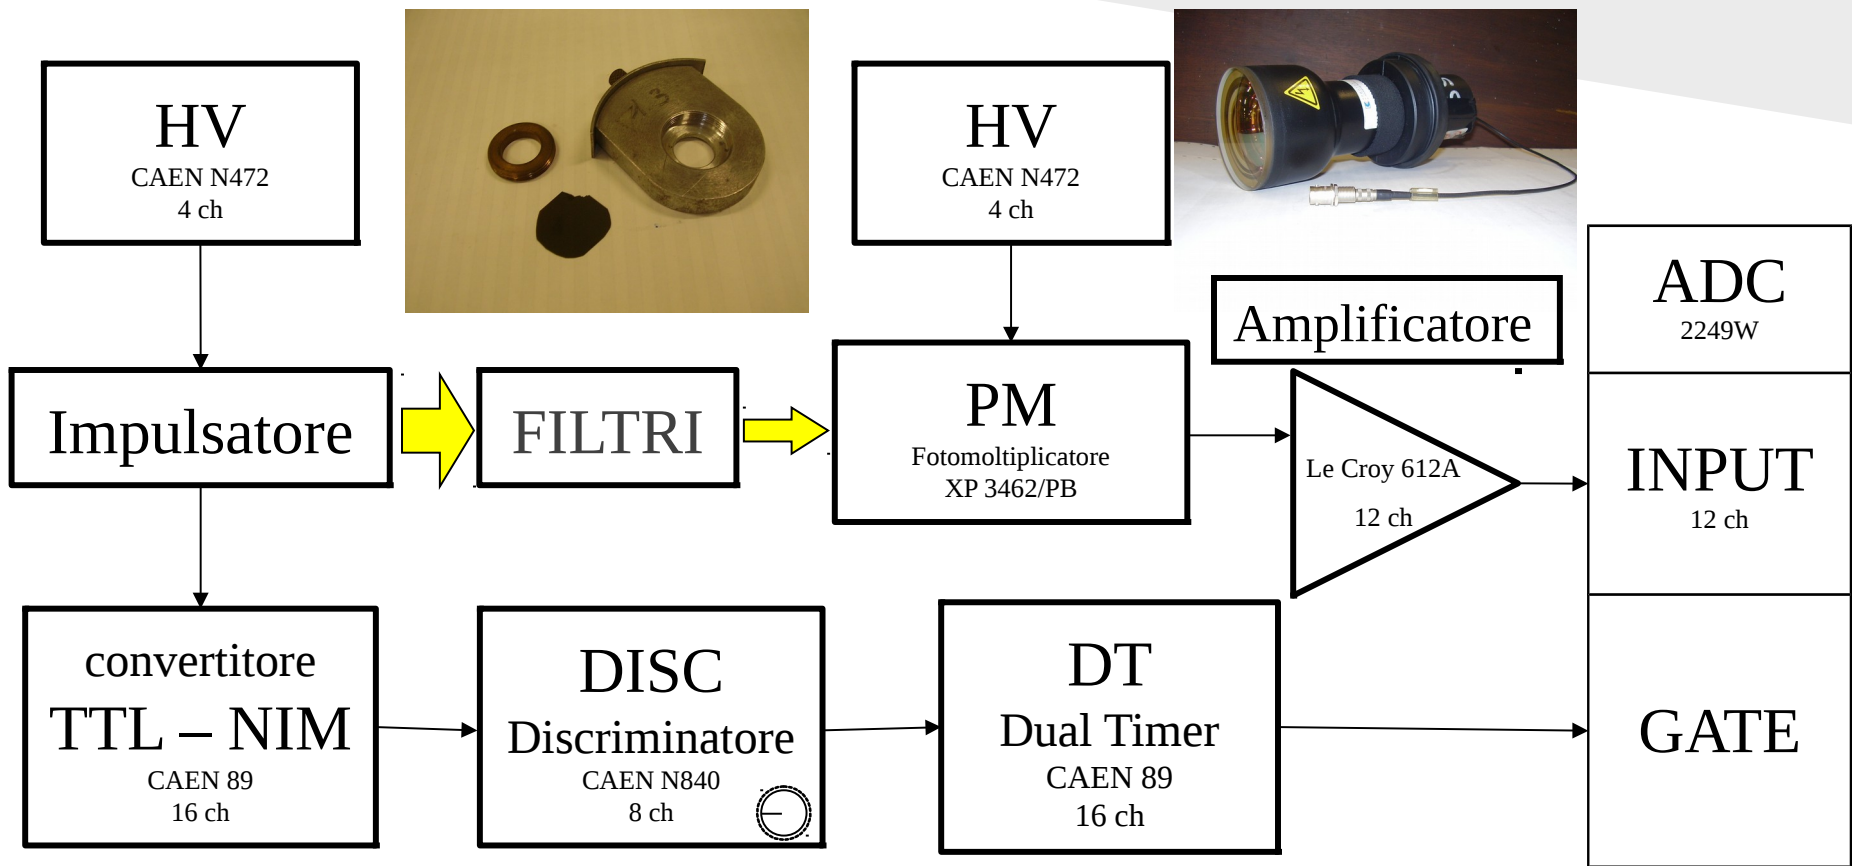 HV
CAEN N472
4 ch
HV
CAEN N472
4 ch
ADC
2249W
Amplificatore
Impulsatore
FILTRI
PM
Fotomoltiplicatore
XP 3462/PB
Le Croy 612A
12 ch
INPUT
12 ch
convertitore
TTL – NIM
CAEN 89
16 ch
DISC
Discriminatore
CAEN N840
8 ch
DT
Dual Timer
CAEN 89
16 ch
GATE